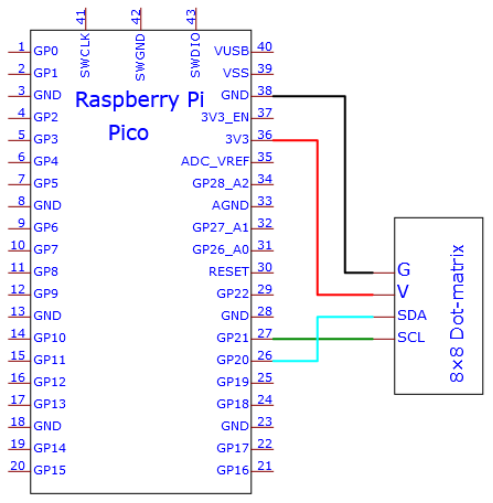 41 42 43
SWCLK SWGND SWDIO
Raspberry Pi
Pico
1 GP0
2 GP1
3 GND
4 GP2
5 GP3
6 GP4
7 GP5
8 GND
9 GP6
10 GP7
11 GP8
12 GP9
13 GND
14 GP10
15 GP11
16 GP12
17 GP13
18 GND
19 GP14
20 GP15
VUSB 40
VSS 39
GND 38
3V3_EN 37
3V3 36
ADC_VREF 35
GP28_A2 34
AGND 33
GP27_A1 32
GP26_A0 31
RESET 30
GP22 29
GND 28
GP21 27
GP20 26
GP19 25
GP18 24
GND 23
GP17 22
GP16 21
G
V
SDA
SCL
8×8 Dot-matrix